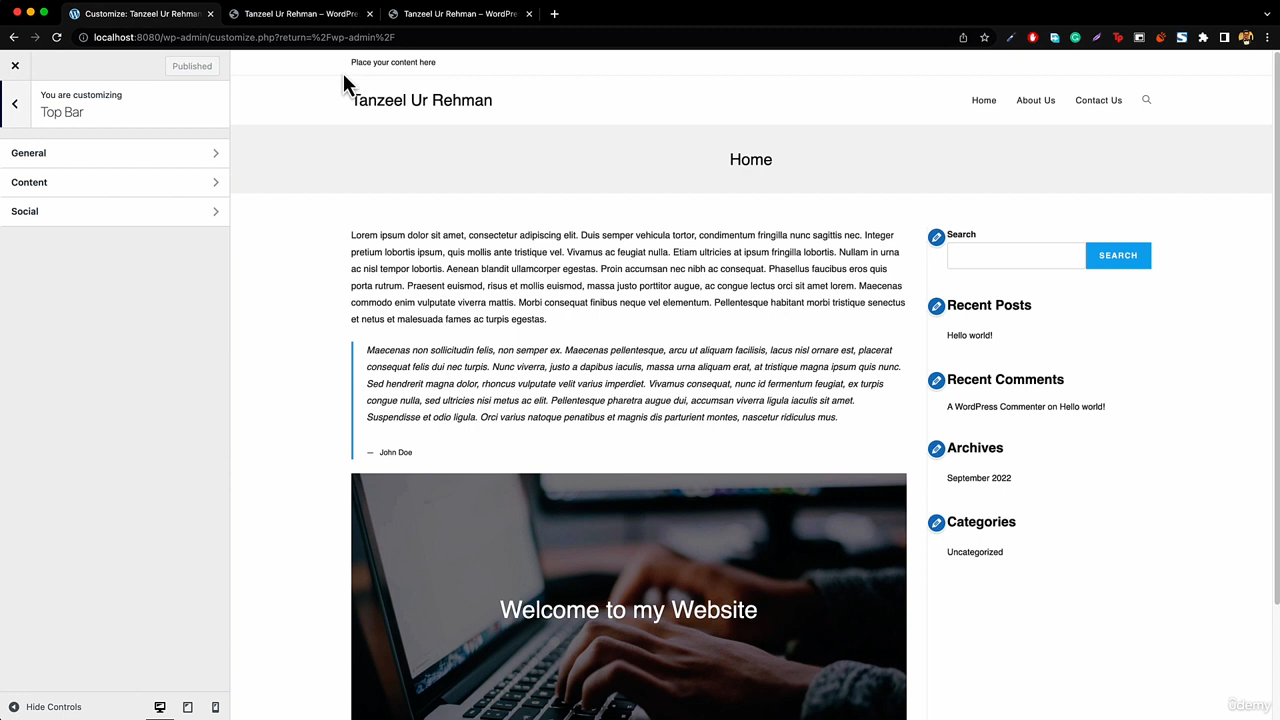 Customize: Tanzeel Ur Rehman
Tanzeel Ur Rehman – WordPre
Tanzeel Ur Rehman – WordPre
localhost:8080/wp-admin/customize.php?return=%2Fwp-admin%2F
Published
You are customizing
Top Bar
General
Content
Social
Hide Controls
Place your content here
Tanzeel Ur Rehman
Home
About Us
Contact Us
Home
Lorem ipsum dolor sit amet, consectetur adipiscing elit. Duis semper vehicula tortor, condimentum fringilla nunc sagittis nec. Integer
pretium lobortis ipsum, quis mollis ante tristique vel. Vivamus ac feugiat nulla. Etiam ultricies at ipsum fringilla lobortis. Nullam in urna
ac nisl tempor lobortis. Aenean blandit ullamcorper egestas. Proin accumsan nec nibh ac consequat. Phasellus faucibus eros quis
porta rutrum. Praesent euismod, risus et mollis euismod, massa justo porttitor augue, ac congue lectus orci sit amet lorem. Maecenas
commodo enim vulputate viverra mattis. Morbi consequat finibus neque vel elementum. Pellentesque habitant morbi tristique senectus
et netus et malesuada fames ac turpis egestas.
Maecenas non sollicitudin felis, non semper ex. Maecenas pellentesque, arcu ut aliquam facilisis, lacus nisl ornare est, placerat
consequat felis dui nec turpis. Nunc viverra, justo a dapibus iaculis, massa urna aliquam erat, at tristique magna ipsum quis nunc.
Sed hendrerit magna dolor, rhoncus vulputate velit varius imperdiet. Vivamus consequat, nunc id fermentum feugiat, ex turpis
congue nulla, sed ultricies nisi metus ac elit. Pellentesque pharetra augue dui, accumsan viverra ligula iaculis sit amet.
Suspendisse et odio ligula. Orci varius natoque penatibus et magnis dis parturient montes, nascetur ridiculus mus.
— John Doe
Welcome to my Website
Search
SEARCH
Recent Posts
Hello world!
Recent Comments
A WordPress Commenter on Hello world!
Archives
September 2022
Categories
Uncategorized
ûdemy